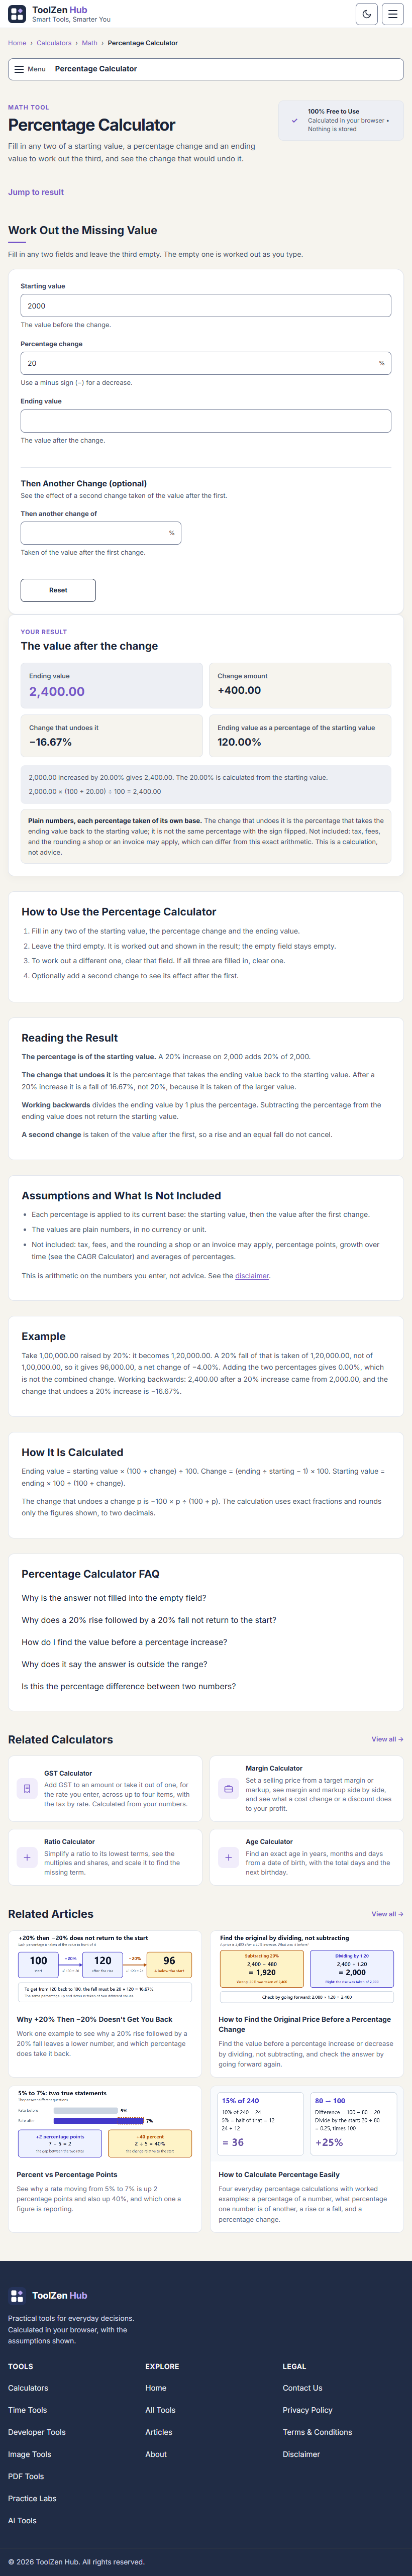 ToolZen Hub
Smart Tools, Smarter You
Home › Calculators › Math › Percentage Calculator
Menu | Percentage Calculator
MATH TOOL
Percentage Calculator
Fill in any two of a starting value, a percentage change and an ending
value to work out the third, and see the change that would undo it.
100% Free to Use
Calculated in your browser •
Nothing is stored
Jump to result
Work Out the Missing Value
Fill in any two fields and leave the third empty. The empty one is worked out as you type.
Starting value
2000
The value before the change.
Percentage change
20 %
Use a minus sign (−) for a decrease.
Ending value
The value after the change.
Then Another Change (optional)
See the effect of a second change taken of the value after the first.
Then another change of
%
Taken of the value after the first change.
Reset
YOUR RESULT
The value after the change
Ending value
2,400.00
Change amount
+400.00
Change that undoes it
−16.67%
Ending value as a percentage of the starting value
120.00%
2,000.00 increased by 20.00% gives 2,400.00. The 20.00% is calculated from the starting value.
2,000.00 × (100 + 20.00) ÷ 100 = 2,400.00
Plain numbers, each percentage taken of its own base. The change that undoes it is the percentage that takes the
ending value back to the starting value; it is not the same percentage with the sign flipped. Not included: tax, fees,
and the rounding a shop or an invoice may apply, which can differ from this exact arithmetic. This is a calculation,
not advice.
How to Use the Percentage Calculator
1. Fill in any two of the starting value, the percentage change and the ending value.
2. Leave the third empty. It is worked out and shown in the result; the empty field stays empty.
3. To work out a different one, clear that field. If all three are filled in, clear one.
4. Optionally add a second change to see its effect after the first.
Reading the Result
The percentage is of the starting value. A 20% increase on 2,000 adds 20% of 2,000.
The change that undoes it is the percentage that takes the ending value back to the starting value. After a
20% increase it is a fall of 16.67%, not 20%, because it is taken of the larger value.
Working backwards divides the ending value by 1 plus the percentage. Subtracting the percentage from the
ending value does not return the starting value.
A second change is taken of the value after the first, so a rise and an equal fall do not cancel.
Assumptions and What Is Not Included
• Each percentage is applied to its current base: the starting value, then the value after the first change.
• The values are plain numbers, in no currency or unit.
• Not included: tax, fees, and the rounding a shop or an invoice may apply, percentage points, growth over
time (see the CAGR Calculator) and averages of percentages.
This is arithmetic on the numbers you enter, not advice. See the disclaimer.
Example
Take 1,00,000.00 raised by 20%: it becomes 1,20,000.00. A 20% fall of that is taken of 1,20,000.00, not of
1,00,000.00, so it gives 96,000.00, a net change of −4.00%. Adding the two percentages gives 0.00%, which
is not the combined change. Working backwards: 2,400.00 after a 20% increase came from 2,000.00, and the
change that undoes a 20% increase is −16.67%.
How It Is Calculated
Ending value = starting value × (100 + change) ÷ 100. Change = (ending ÷ starting − 1) × 100. Starting value =
ending × 100 ÷ (100 + change).
The change that undoes a change p is −100 × p ÷ (100 + p). The calculation uses exact fractions and rounds
only the figures shown, to two decimals.
Percentage Calculator FAQ
Why is the answer not filled into the empty field?
Why does a 20% rise followed by a 20% fall not return to the start?
How do I find the value before a percentage increase?
Why does it say the answer is outside the range?
Is this the percentage difference between two numbers?
Related Calculators
View all →
GST Calculator
Add GST to an amount or take it out of one, for
the rate you enter, across up to four items, with
the tax by rate. Calculated from your numbers.
Margin Calculator
Set a selling price from a target margin or
markup, see margin and markup side by side,
and see what a cost change or a discount does
to your profit.
Ratio Calculator
Simplify a ratio to its lowest terms, see the
multiples and shares, and scale it to find the
missing term.
Age Calculator
Find an exact age in years, months and days
from a date of birth, with the total days and the
next birthday.
Related Articles
View all →
+20% then −20% does not return to the start
100
+20%
120
−20%
96
To get from 120 back to 100, the fall must be 20 ÷ 120 = 16.67%
Why +20% Then −20% Doesn't Get You Back
Work one example to see why a 20% rise followed by a
20% fall leaves a lower number, and which percentage
does take it back.
Find the original by dividing, not subtracting
Subtracting 20%
2,400 − 480
= 1,920
Wrong: 20% was taken of 2,400
Dividing by 1.20
2,400 ÷ 1.20
= 2,000
Right: the rise was taken of 2,000
Check by going forward: 2,000 × 1.20 = 2,400
How to Find the Original Price Before a Percentage
Change
Find the value before a percentage increase or decrease
by dividing, not subtracting, and check the answer by
going forward again.
5% to 7%: two true statements
Rate before
5%
Rate after
7%
+2 percentage points
7 − 5 = 2
+40 percent
2 ÷ 5 = 40%
Percent vs Percentage Points
See why a rate moving from 5% to 7% is up 2
percentage points and also up 40%, and which one a
figure is reporting.
15% of 240
10% of 240 = 24
5% = half of that = 12
24 + 12
= 36
80 → 100
Difference = 100 − 80 = 20
Divide by the start: 20 ÷ 80
= 0.25, times 100
+25%
How to Calculate Percentage Easily
Four everyday percentage calculations with worked
examples: a percentage of a number, what percentage
one number is of another, a rise or a fall, and a
percentage change.
ToolZen Hub
Practical tools for everyday decisions.
Calculated in your browser, with the
assumptions shown.
TOOLS
Calculators
Time Tools
Developer Tools
Image Tools
PDF Tools
Practice Labs
AI Tools
EXPLORE
Home
All Tools
Articles
About
LEGAL
Contact Us
Privacy Policy
Terms & Conditions
Disclaimer
© 2026 ToolZen Hub. All rights reserved.